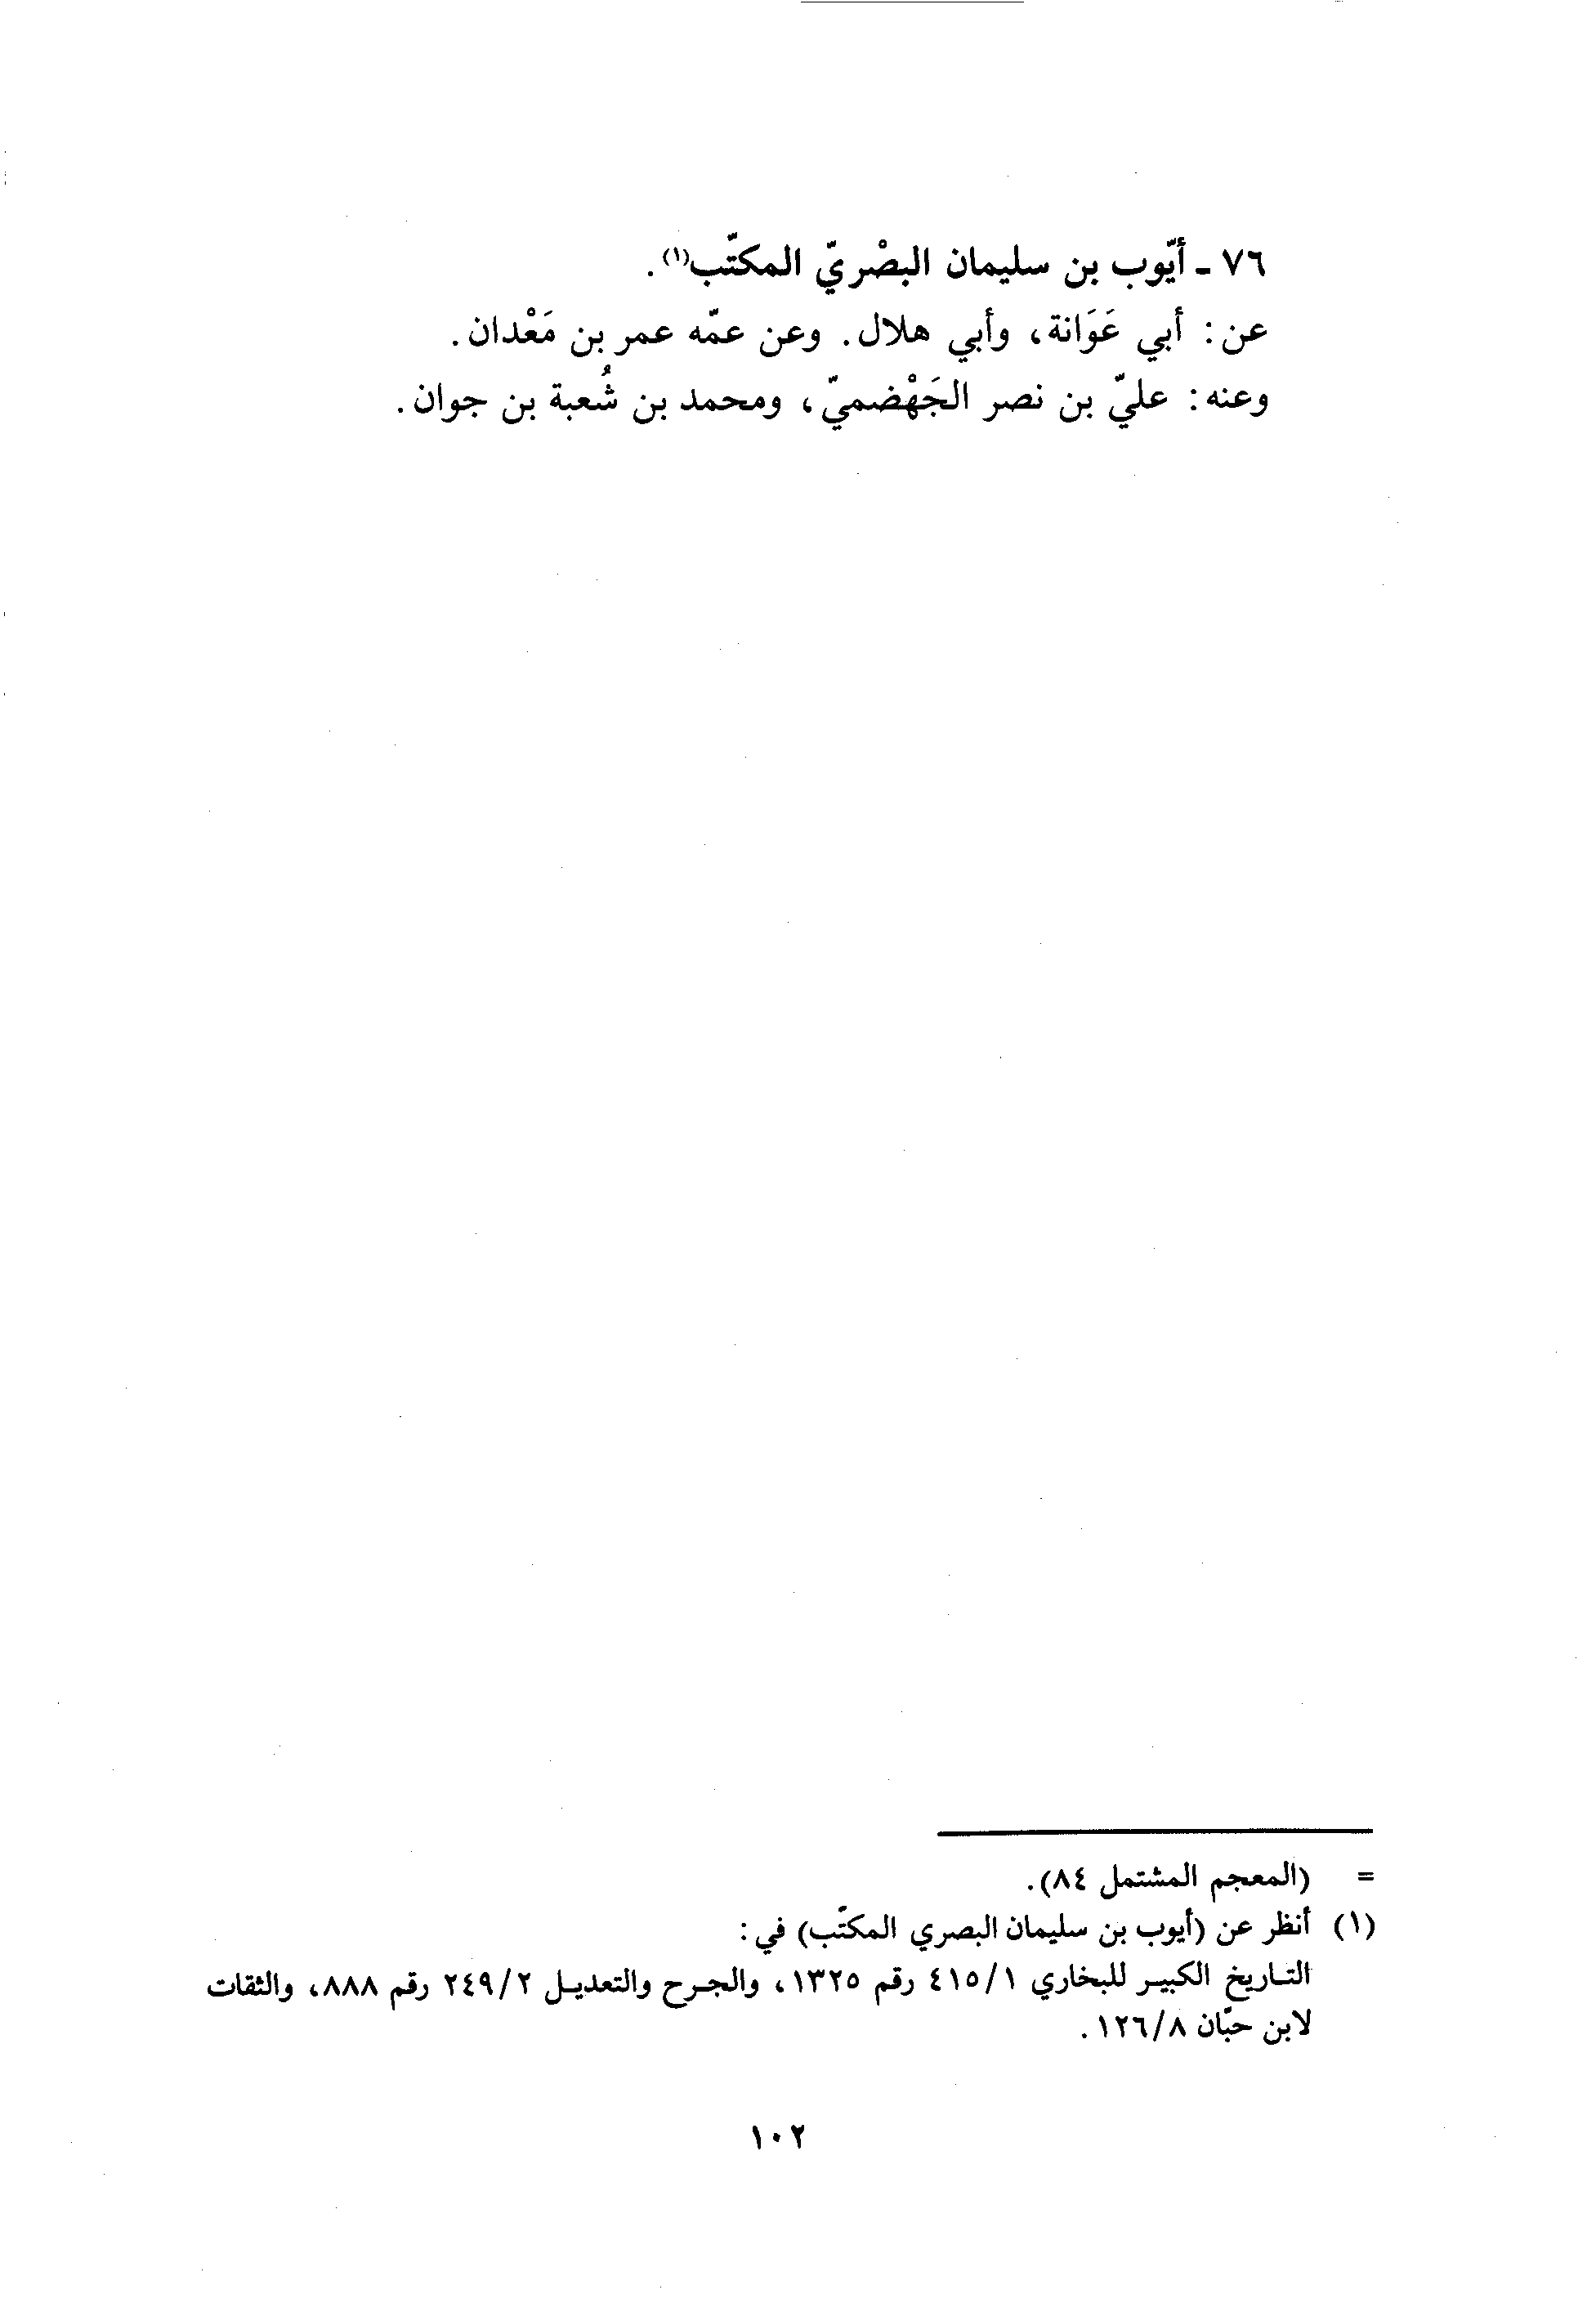 ٧٦ - أيّوب بن سليمان البصْريّ المكتّب(١).
عن: أبي عَوَانة، وأبي هلال. وعن عمّه عمر بن مَعْدان.
وعنه: عليّ بن نصر الجَهْضميّ، ومحمد بن شُعبة بن جوان.
= (المعجم المشتمل ٨٤).
(١) أنظر عن (أيوب بن سليمان البصري المكتّب) في:
التاريخ الكبير للبخاري ٤١٥/١ رقم ١٣٢٥، والجرح والتعديل ٢٤٩/٢ رقم ٨٨٨، والثقات
لابن حبّان ١٢٦/٨.
١٠٢